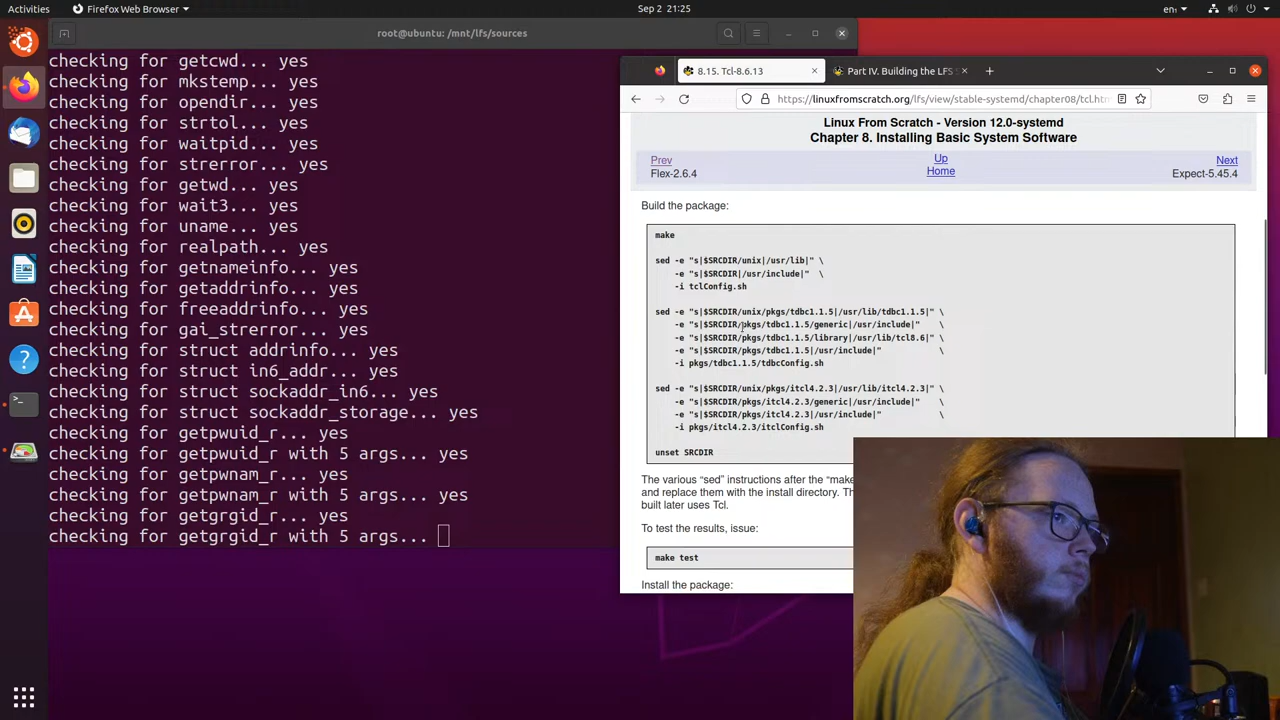 Activities
Firefox Web Browser
Sep 2 21:25
en
root@ubuntu: /mnt/lfs/sources
checking for getcwd... yes
checking for mkstemp... yes
checking for opendir... yes
checking for strtol... yes
checking for waitpid... yes
checking for strerror... yes
checking for getwd... yes
checking for wait3... yes
checking for uname... yes
checking for realpath... yes
checking for getnameinfo... yes
checking for getaddrinfo... yes
checking for freeaddrinfo... yes
checking for gai_strerror... yes
checking for struct addrinfo... yes
checking for struct in6_addr... yes
checking for struct sockaddr_in6... yes
checking for struct sockaddr_storage... yes
checking for getpwuid_r... yes
checking for getpwuid_r with 5 args... yes
checking for getpwnam_r... yes
checking for getpwnam_r with 5 args... yes
checking for getgrgid_r... yes
checking for getgrgid_r with 5 args...
8.15. Tcl-8.6.13
Part IV. Building the LFS
https://linuxfromscratch.org/lfs/view/stable-systemd/chapter08/tcl.htm
Linux From Scratch - Version 12.0-systemd
Chapter 8. Installing Basic System Software
Prev
Up
Next
Flex-2.6.4
Home
Expect-5.45.4
Build the package:
make
sed -e "s|$SRCDIR/unix|/usr/lib|" \
-e "s|$SRCDIR|/usr/include|" \
-i tclConfig.sh
sed -e "s|$SRCDIR/unix/pkgs/tdbc1.1.5|/usr/lib/tdbc1.1.5|" \
-e "s|$SRCDIR/pkgs/tdbc1.1.5/generic|/usr/include|" \
-e "s|$SRCDIR/pkgs/tdbc1.1.5/library|/usr/lib/tcl8.6|" \
-e "s|$SRCDIR/pkgs/tdbc1.1.5|/usr/include|" \
-i pkgs/tdbc1.1.5/tdbcConfig.sh
sed -e "s|$SRCDIR/unix/pkgs/itcl4.2.3|/usr/lib/itcl4.2.3|" \
-e "s|$SRCDIR/pkgs/itcl4.2.3/generic|/usr/include|" \
-e "s|$SRCDIR/pkgs/itcl4.2.3|/usr/include|" \
-i pkgs/itcl4.2.3/itclConfig.sh
unset SRCDIR
The various “sed” instructions after the “make
and replace them with the install directory. Th
built later uses Tcl.
To test the results, issue:
make test
Install the package: